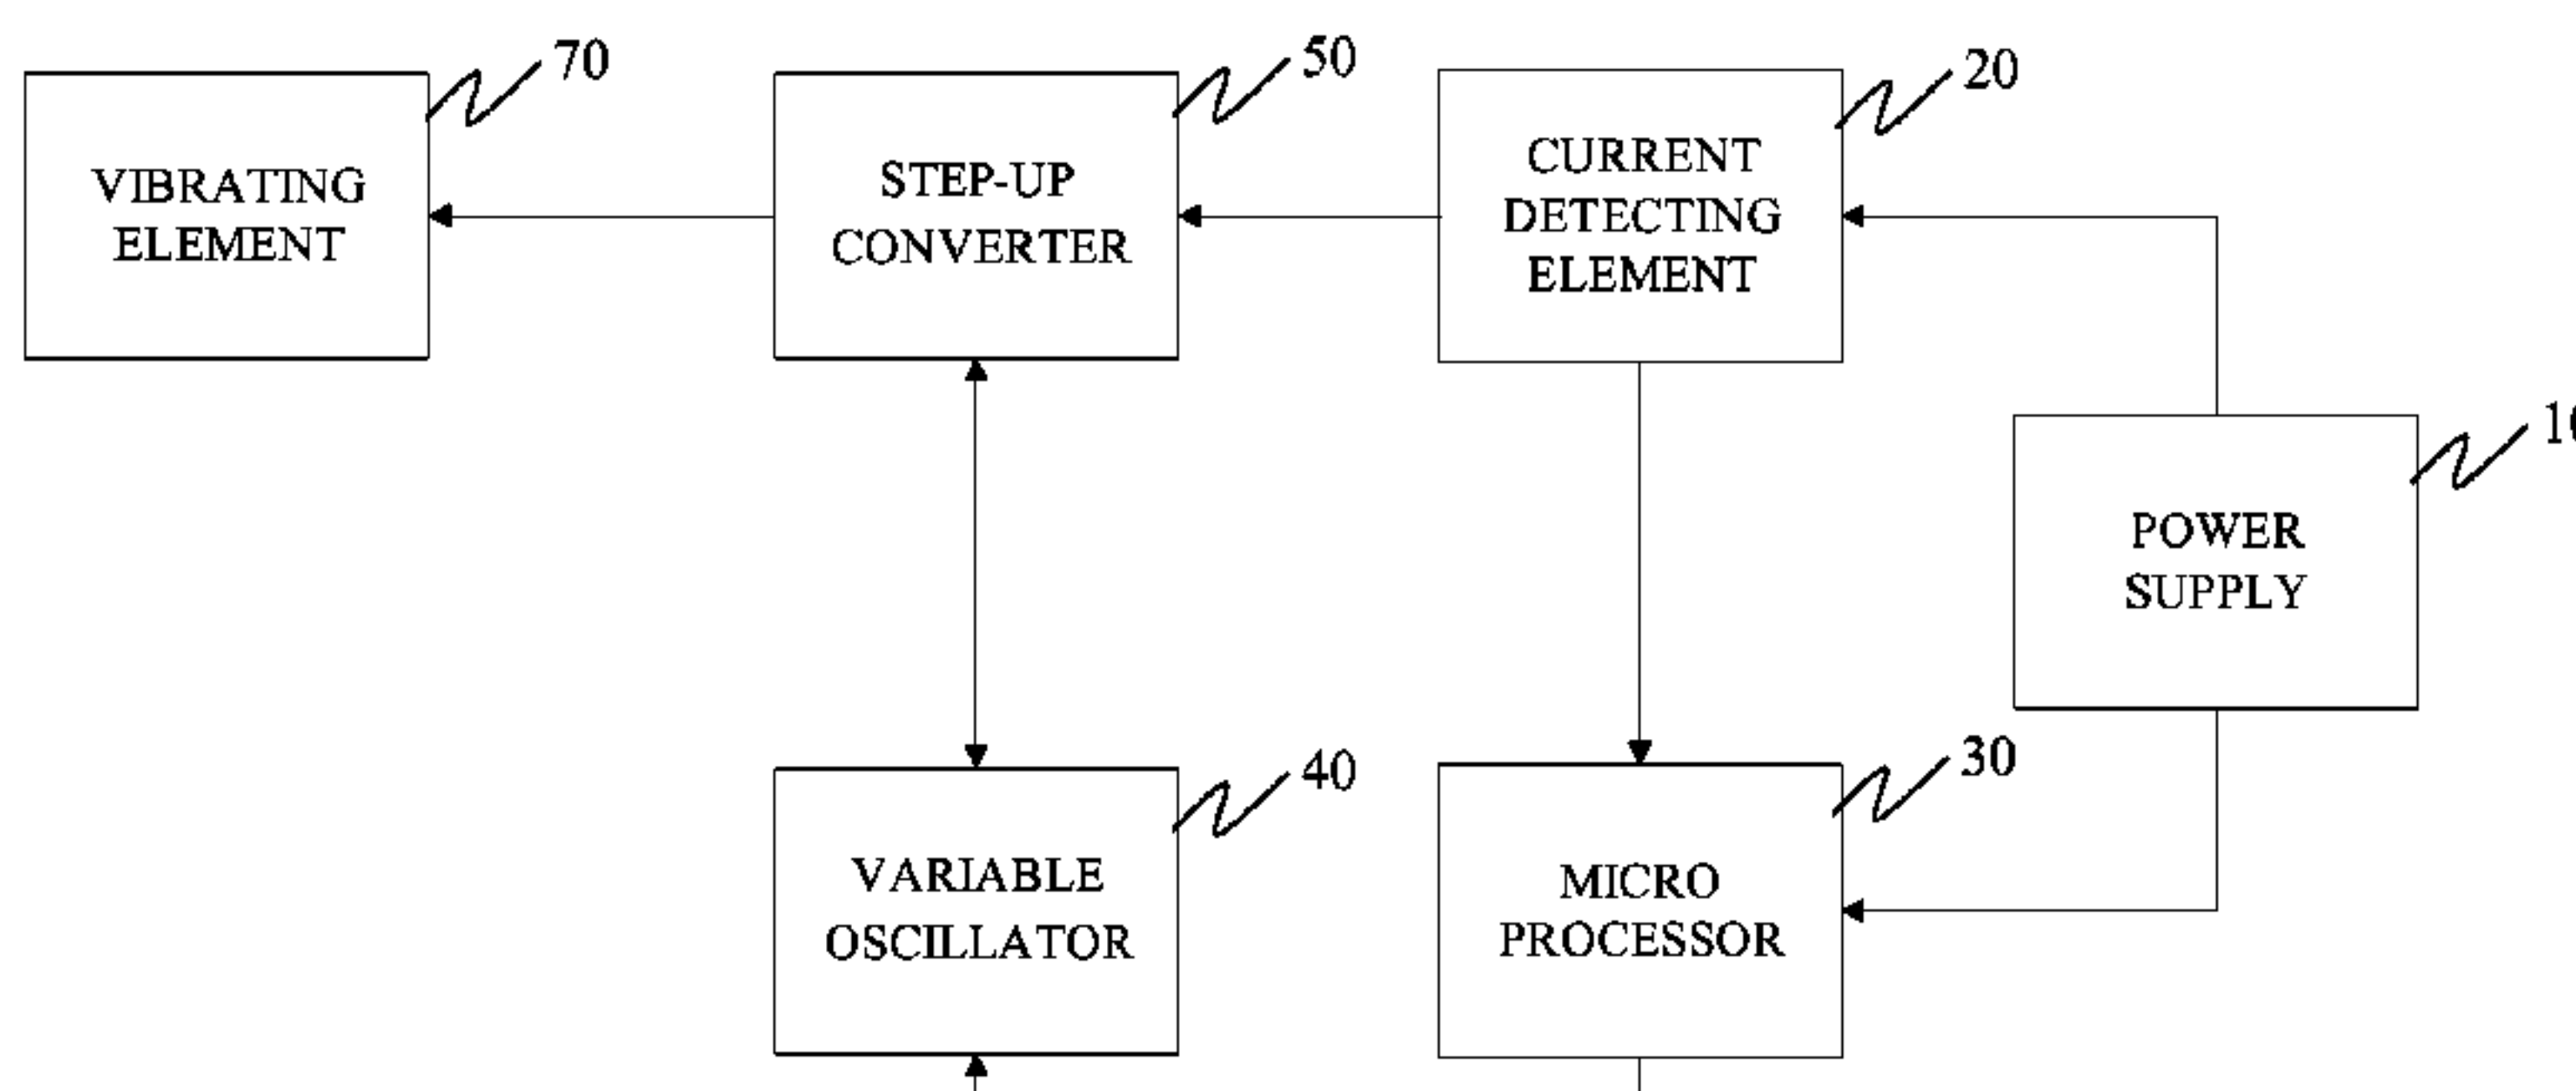 70
VIBRATING
ELEMENT
50
STEP-UP
CONVERTER
20
CURRENT
DETECTING
ELEMENT
10
POWER
SUPPLY
40
VARIABLE
OSCILLATOR
30
MICRO
PROCESSOR